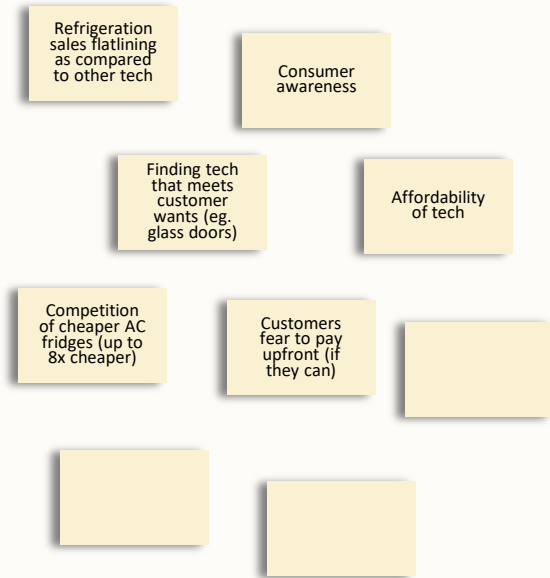 Refrigeration
sales flatlining
as compared
to other tech
Consumer
awareness
Finding tech
that meets
customer
wants (eg.
glass doors)
Affordability
of tech
Competition
of cheaper AC
fridges (up to
8x cheaper)
Customers
fear to pay
upfront (if
they can)